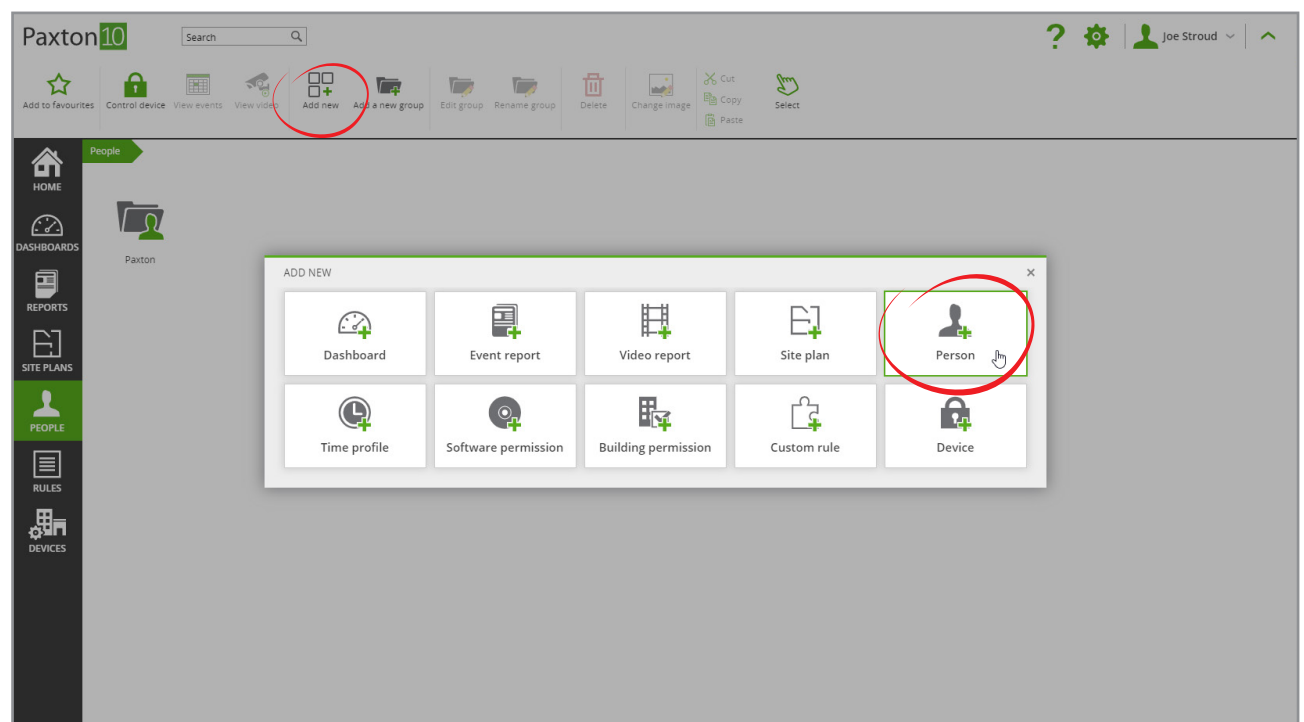 Paxton10
Search
Joe Stroud
Add to favourites
Control device
View events
View video
Add new
Add a new group
Edit group
Rename group
Delete
Change image
Cut
Copy
Paste
Select
HOME
DASHBOARDS
REPORTS
SITE PLANS
PEOPLE
RULES
DEVICES
People
Paxton
ADD NEW
Dashboard
Event report
Video report
Site plan
Person
Time profile
Software permission
Building permission
Custom rule
Device